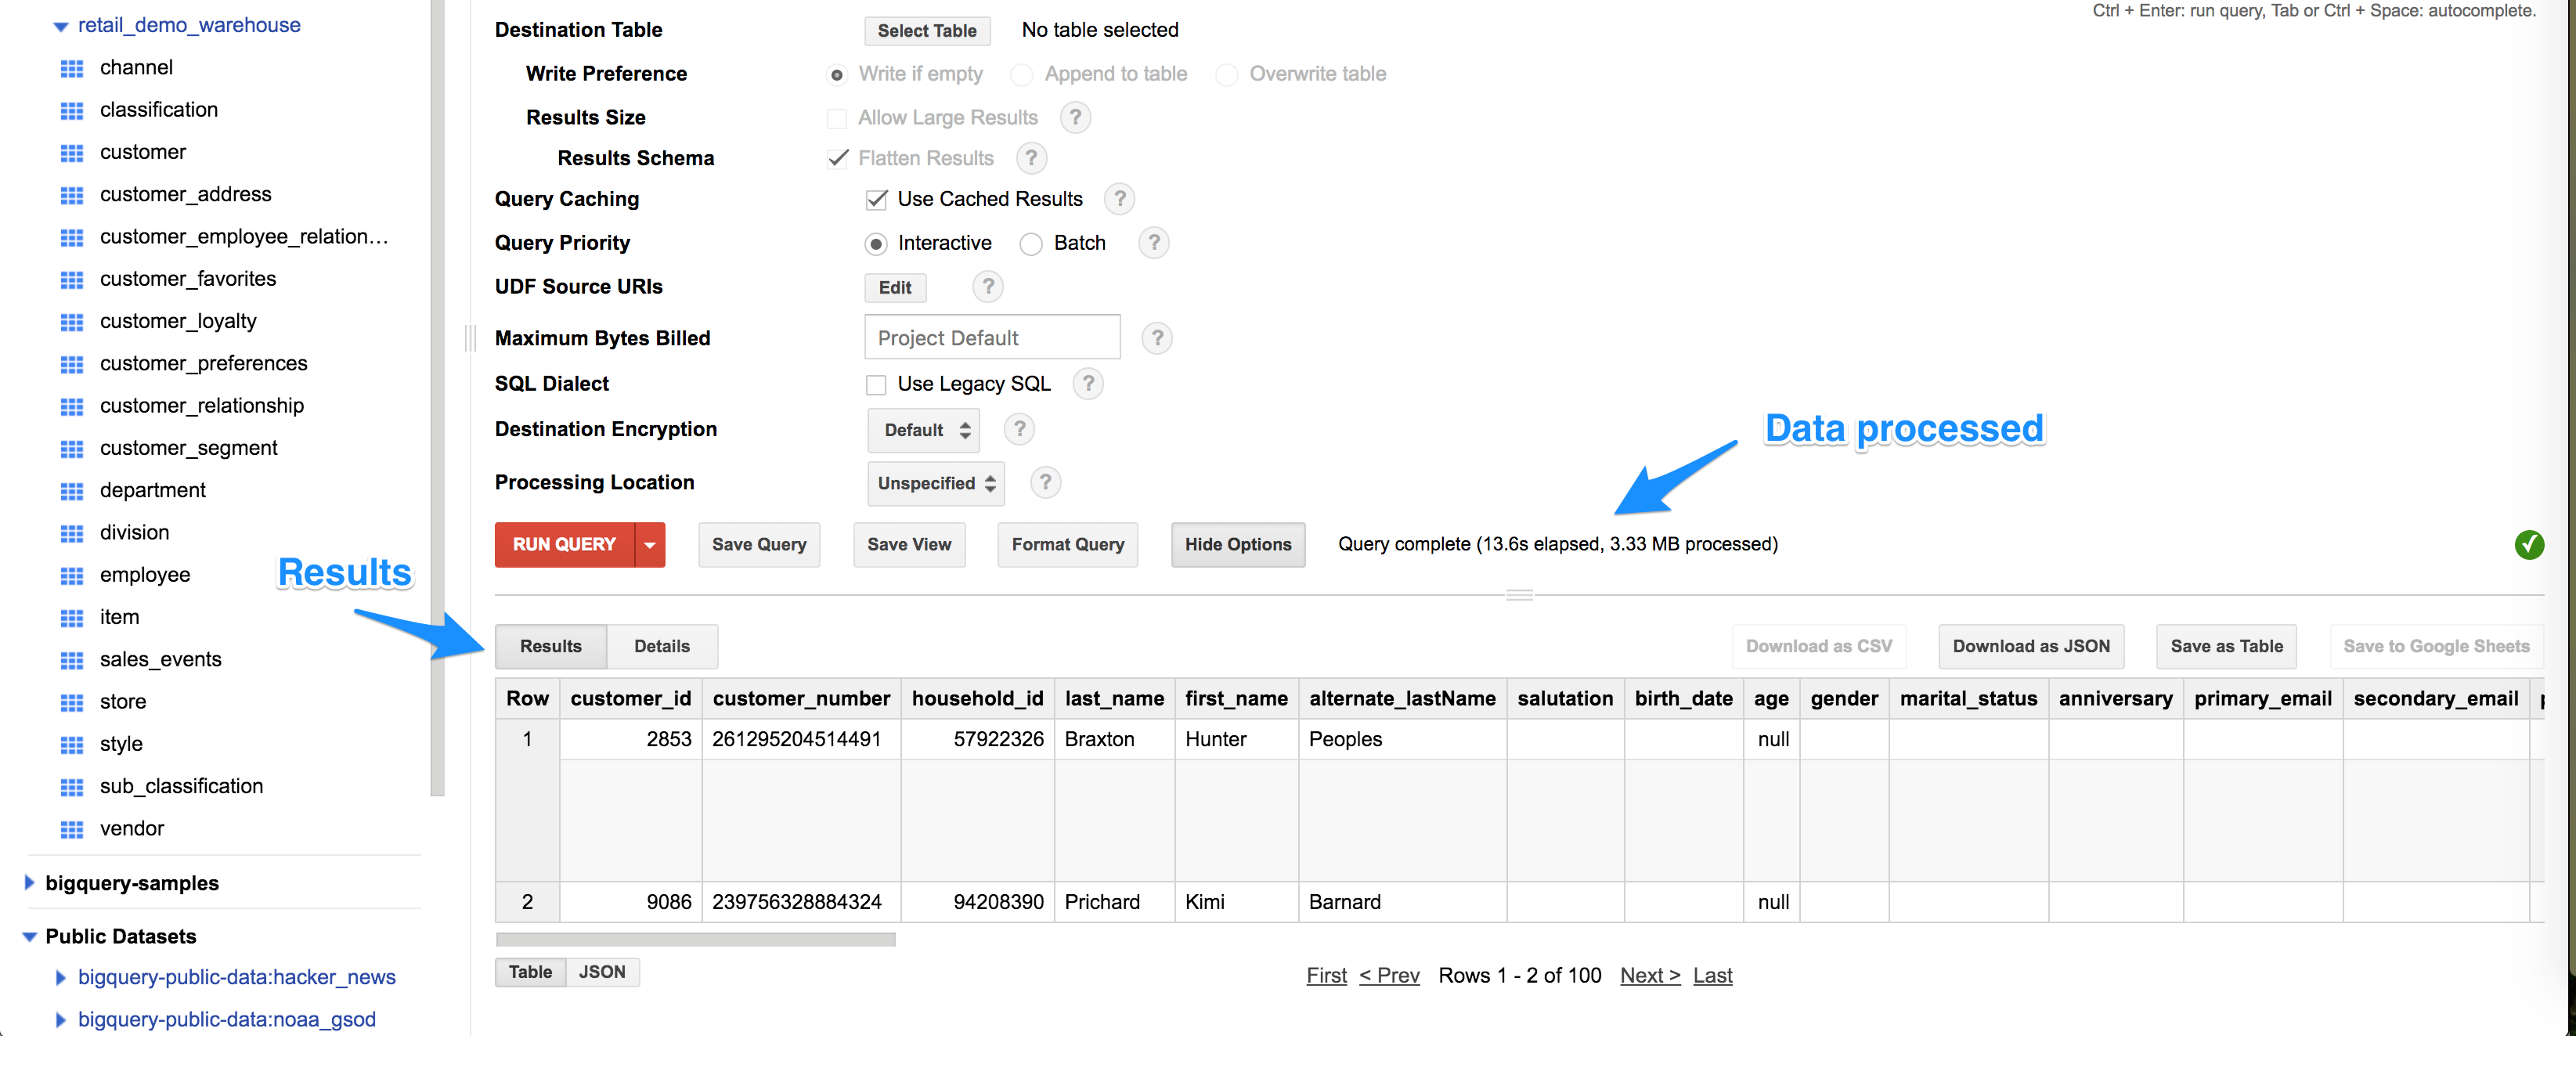 retail_demo_warehouse
channel
classification
customer
customer_address
customer_employee_relation...
customer_favorites
customer_loyalty
customer_preferences
customer_relationship
customer_segment
department
division
employee
item
sales_events
store
style
sub_classification
vendor
bigquery-samples
Public Datasets
bigquery-public-data:hacker_news
bigquery-public-data:noaa_gsod
Results
Ctrl + Enter: run query, Tab or Ctrl + Space: autocomplete.
Destination Table Select Table No table selected
Write Preference Write if empty Append to table Overwrite table
Results Size Allow Large Results ?
Results Schema Flatten Results ?
Query Caching Use Cached Results ?
Query Priority Interactive Batch ?
UDF Source URIs Edit ?
Maximum Bytes Billed Project Default ?
SQL Dialect Use Legacy SQL ?
Destination Encryption Default ?
Processing Location Unspecified ?
Data processed
RUN QUERY Save Query Save View Format Query Hide Options Query complete (13.6s elapsed, 3.33 MB processed)
Results Details Download as CSV Download as JSON Save as Table Save to Google Sheets
Row customer_id customer_number household_id last_name first_name alternate_lastName salutation birth_date age gender marital_status anniversary primary_email secondary_email
1 2853 261295204514491 57922326 Braxton Hunter Peoples null
2 9086 239756328884324 94208390 Prichard Kimi Barnard null
Table JSON First < Prev Rows 1 - 2 of 100 Next > Last